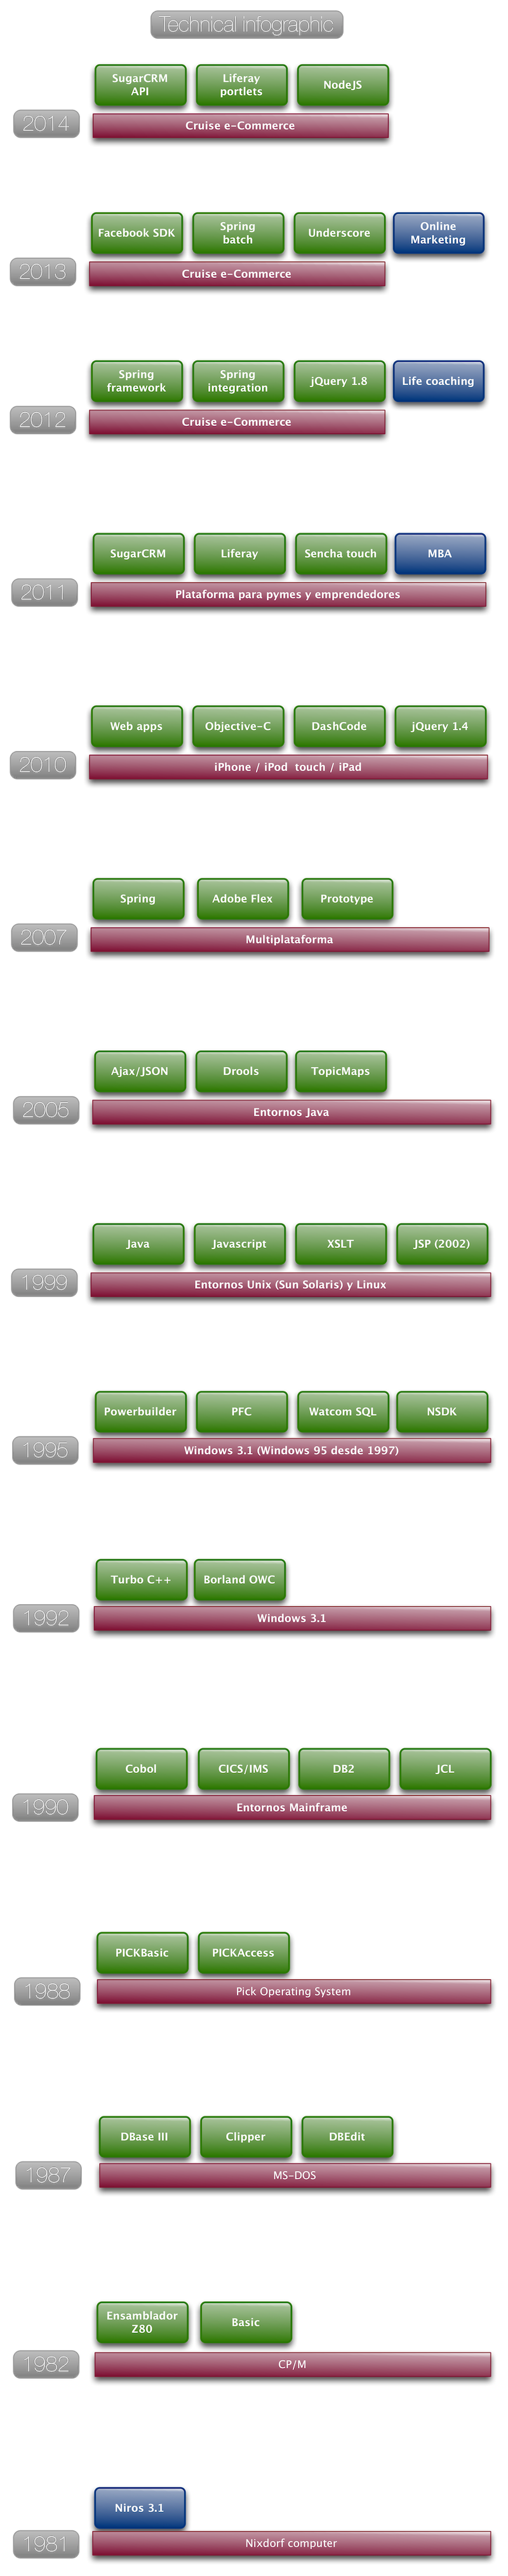 Technical Infographic
SugarCRM
API
Liferay
portlets
NodeJS
2014
Cruise e-Commerce
Facebook SDK
Spring
batch
Underscore
Online
Marketing
2013
Cruise e-Commerce
Spring
framework
Spring
integration
jQuery 1.8
Life coaching
2012
Cruise e-Commerce
SugarCRM
Liferay
Sencha touch
MBA
2011
Plataforma para pymes y emprendedores
Web apps
Objective-C
DashCode
jQuery 1.4
2010
iPhone / iPod touch / iPad
Spring
Adobe Flex
Prototype
2007
Multiplataforma
Ajax/JSON
Drools
TopicMaps
2005
Entornos Java
Java
Javascript
XSLT
JSP (2002)
1999
Entornos Unix (Sun Solaris) y Linux
Powerbuilder
PFC
Watcom SQL
NSDK
1995
Windows 3.1 (Windows 95 desde 1997)
Turbo C++
Borland OWC
1992
Windows 3.1
Cobol
CICS/IMS
DB2
JCL
1990
Entornos Mainframe
PICKBasic
PICKAccess
1988
Pick Operating System
DBase III
Clipper
DBEdit
1987
MS-DOS
Ensamblador
Z80
Basic
1982
CP/M
Niros 3.1
1981
Nixdorf computer